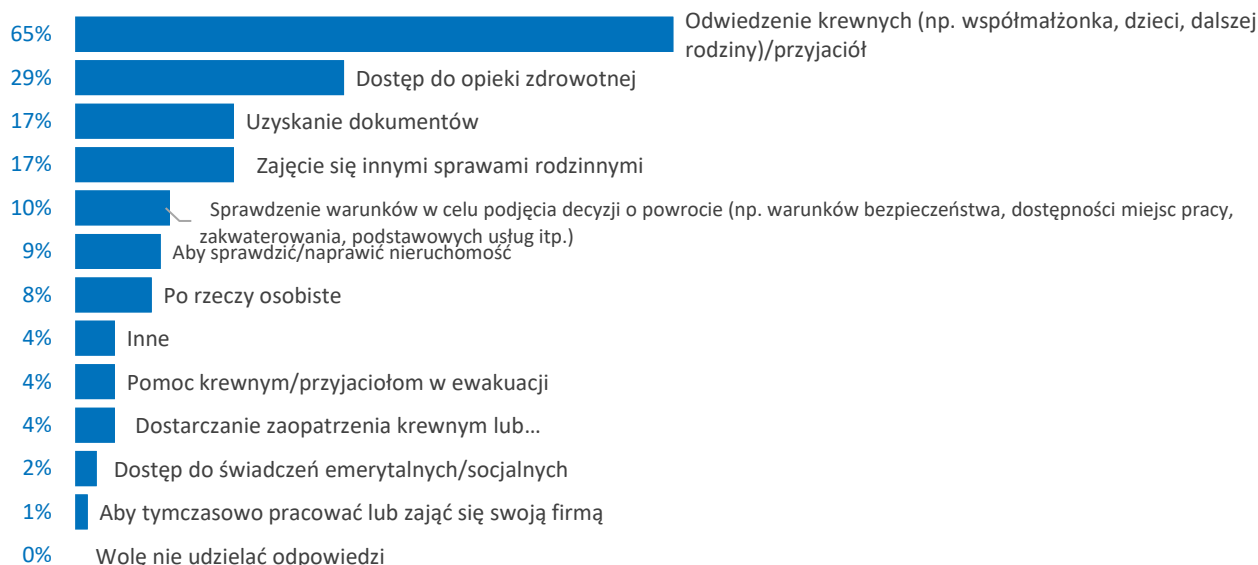 65% Odwiedzenie krewnych (np. współmałżonka, dzieci, dalszej
rodziny)/przyjaciół
29% Dostęp do opieki zdrowotnej
17% Uzyskanie dokumentów
17% Zajęcie się innymi sprawami rodzinnymi
10% Sprawdzenie warunków w celu podjęcia decyzji o powrocie (np. warunków bezpieczeństwa, dostępności miejsc pracy,
zakwaterowania, podstawowych usług itp.)
9% Aby sprawdzić/naprawić nieruchomość
8% Po rzeczy osobiste
4% Inne
4% Pomoc krewnym/przyjaciołom w ewakuacji
4% Dostarczanie zaopatrzenia krewnym lub…
2% Dostęp do świadczeń emerytalnych/socjalnych
1% Aby tymczasowo pracować lub zająć się swoją firmą
0% Wolę nie udzielać odpowiedzi